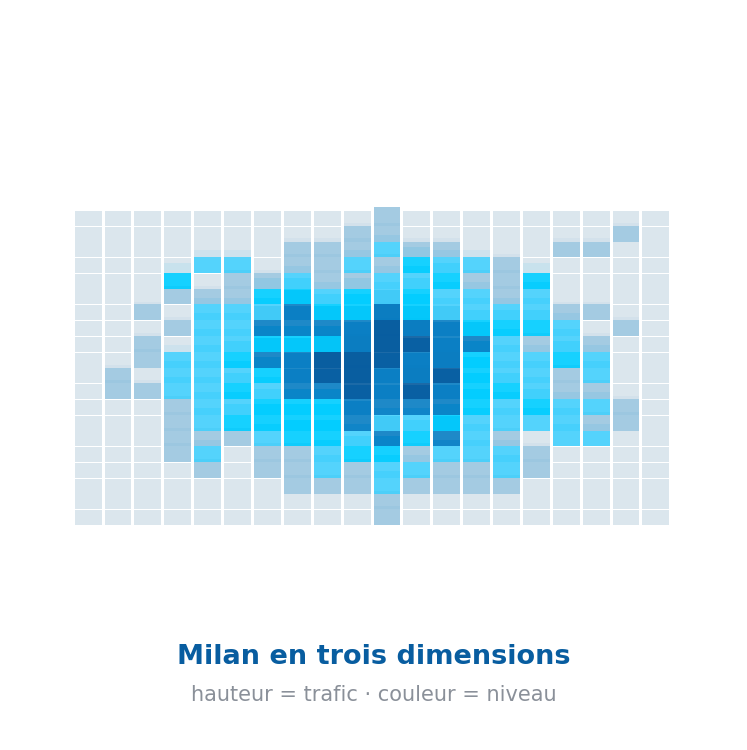 Milan en trois dimensions
hauteur = trafic · couleur = niveau